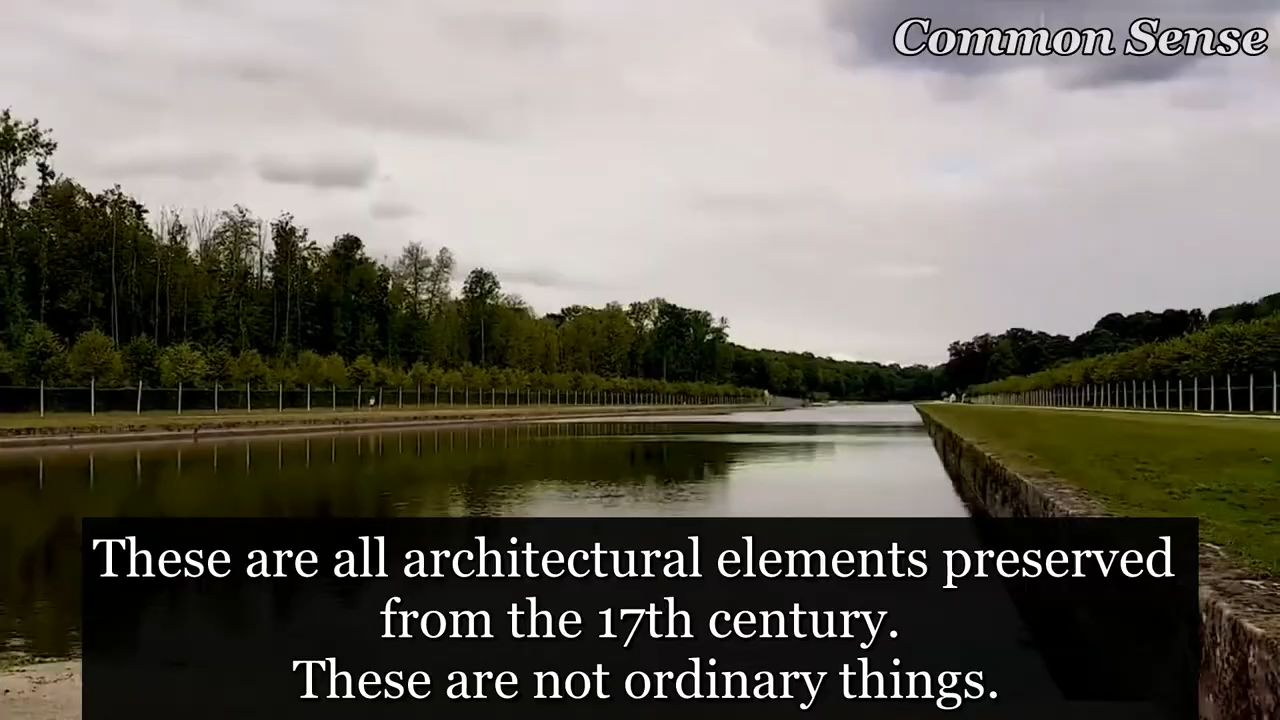 Common Sense
These are all architectural elements preserved
from the 17th century.
These are not ordinary things.